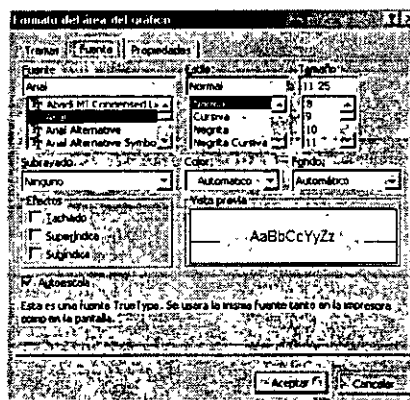 Formato del área del gráfico
Tramas Fuente Propiedades
Fuente: Estilo: Tamaño:
Arial Normal 11,25
Abadi MT Condensed L Normal 8
Arial Cursiva 9
Arial Alternative Negrita 10
Arial Alternative Symbo Negrita Cursiva 11
Subrayado: Color: Fondo:
Ninguno Automático Automático
Efectos Vista previa
Tachado
Superíndice AaBbCcYyZz
Subíndice
Autoescala
Esta es una fuente TrueType. Se usará la misma fuente tanto en la impresora
como en la pantalla.
Aceptar Cancelar